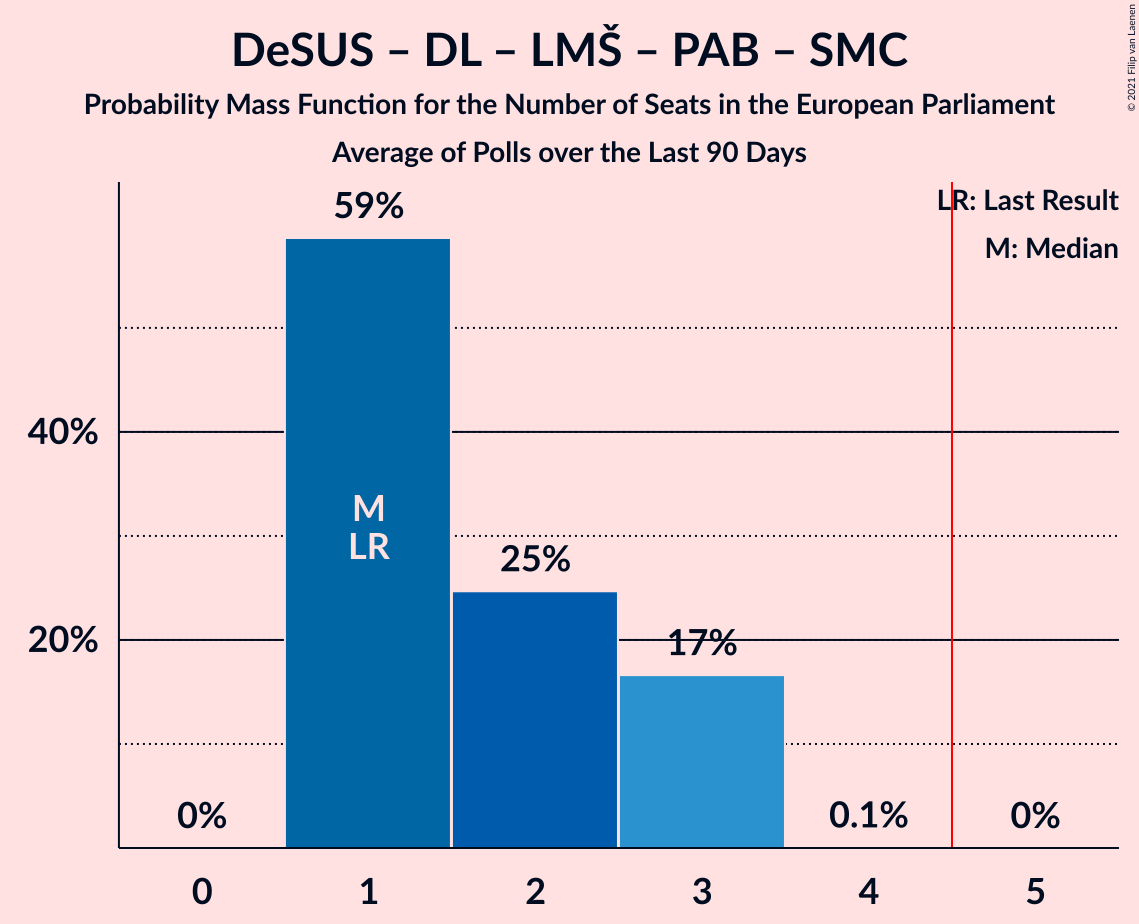 DeSUS – DL – LMŠ – PAB – SMC
Probability Mass Function for the Number of Seats in the European Parliament
Average of Polls over the Last 90 Days
© 2021 Filip van Laenen
LR: Last Result
M: Median
59%
40%
M
LR
25%
20%
17%
0%
0.1%
0%
0
1
2
3
4
5